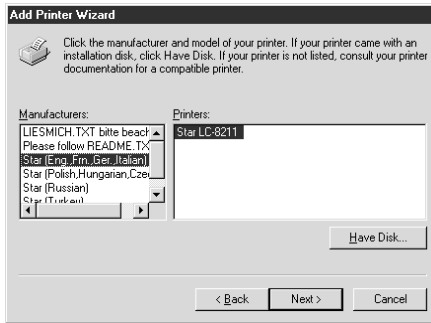 Add Printer Wizard
Click the manufacturer and model of your printer. If your printer came with an
installation disk, click Have Disk. If your printer is not listed, consult your printer
documentation for a compatible printer.
Manufacturers:
Printers:
LIESMICH.TXT bitte beach
Please follow README.TX
Star (Eng.,Frn.,Ger.,Italian)
Star (Polish,Hungarian,Cze
Star (Russian)
Star (Turkey)
Star LC-8211
Have Disk...
< Back
Next >
Cancel